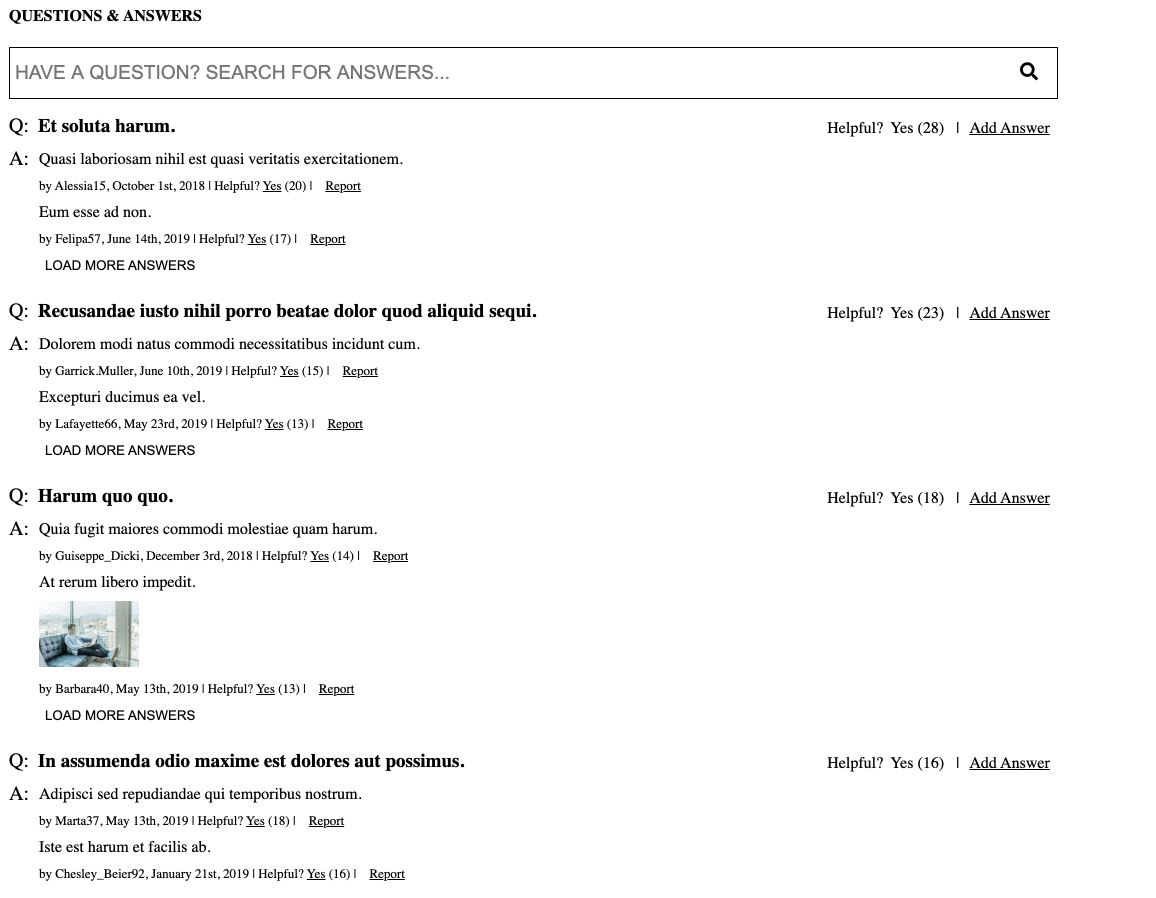 QUESTIONS & ANSWERS
HAVE A QUESTION? SEARCH FOR ANSWERS...
Q: Et soluta harum. Helpful? Yes (28) | Add Answer
A: Quasi laboriosam nihil est quasi veritatis exercitationem.
by Alessia15, October 1st, 2018 | Helpful? Yes (20) | Report
Eum esse ad non.
by Felipa57, June 14th, 2019 | Helpful? Yes (17) | Report
LOAD MORE ANSWERS
Q: Recusandae iusto nihil porro beatae dolor quod aliquid sequi. Helpful? Yes (23) | Add Answer
A: Dolorem modi natus commodi necessitatibus incidunt cum.
by Garrick.Muller, June 10th, 2019 | Helpful? Yes (15) | Report
Excepturi ducimus ea vel.
by Lafayette66, May 23rd, 2019 | Helpful? Yes (13) | Report
LOAD MORE ANSWERS
Q: Harum quo quo. Helpful? Yes (18) | Add Answer
A: Quia fugit maiores commodi molestiae quam harum.
by Guiseppe_Dicki, December 3rd, 2018 | Helpful? Yes (14) | Report
At rerum libero impedit.
by Barbara40, May 13th, 2019 | Helpful? Yes (13) | Report
LOAD MORE ANSWERS
Q: In assumenda odio maxime est dolores aut possimus. Helpful? Yes (16) | Add Answer
A: Adipisci sed repudiandae qui temporibus nostrum.
by Marta37, May 13th, 2019 | Helpful? Yes (18) | Report
Iste est harum et facilis ab.
by Chesley_Beier92, January 21st, 2019 | Helpful? Yes (16) | Report